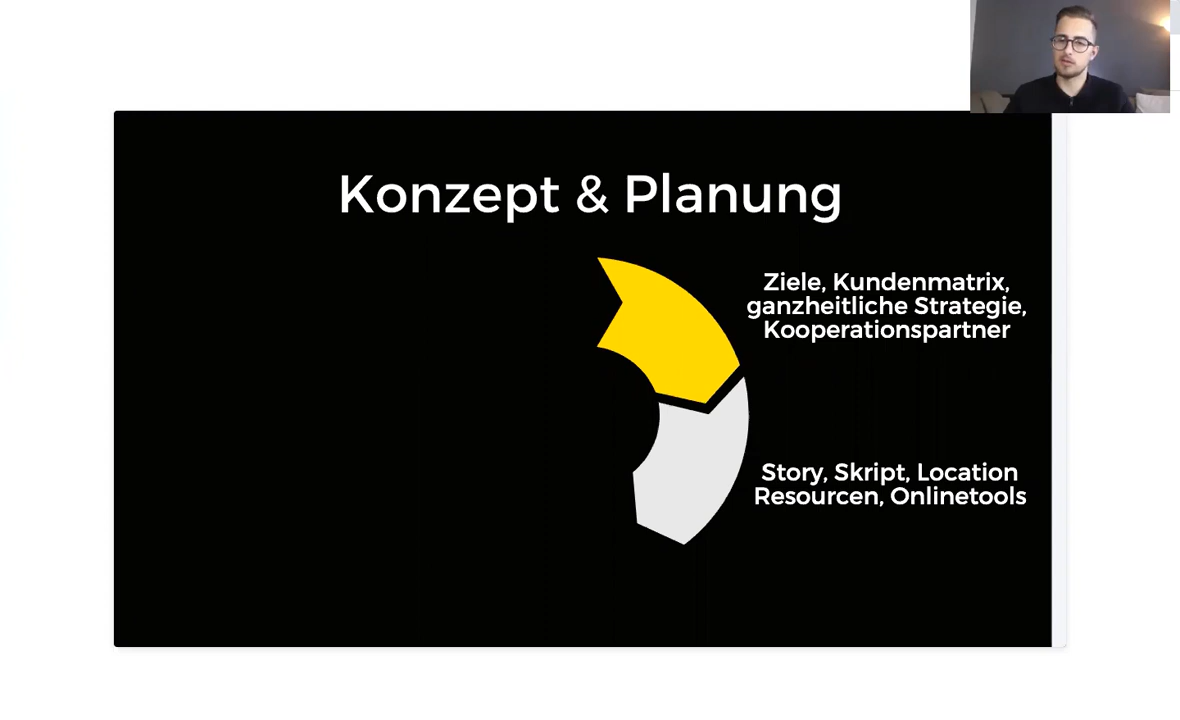 Konzept & Planung
Ziele, Kundenmatrix,
ganzheitliche Strategie,
Kooperationspartner
Story, Skript, Location
Resourcen, Onlinetools